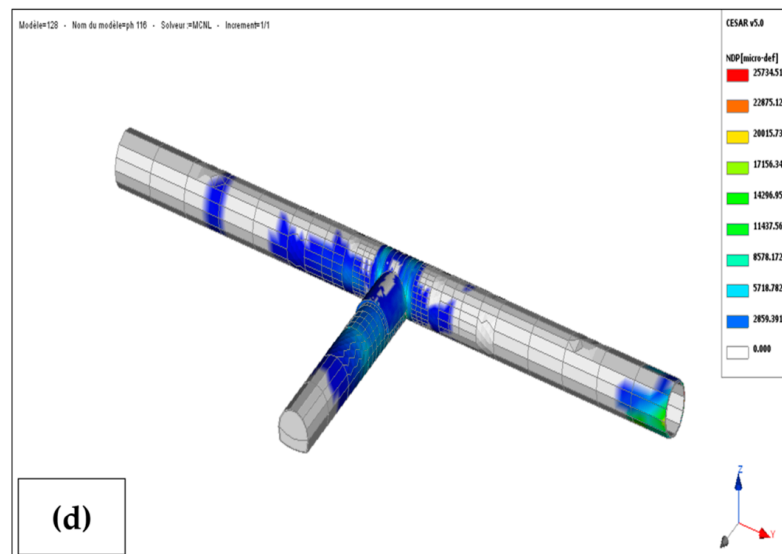 Modèle=128 - Nom du modèle=ph 116 - Solveur :=MCNL - Increment=1/1
CESAR v5.0
NDP[micro-def]
25734.51
22875.12
20015.73
17156.34
14296.95
11437.56
8578.172
5718.782
2859.391
0.000
(d)
Z
Y